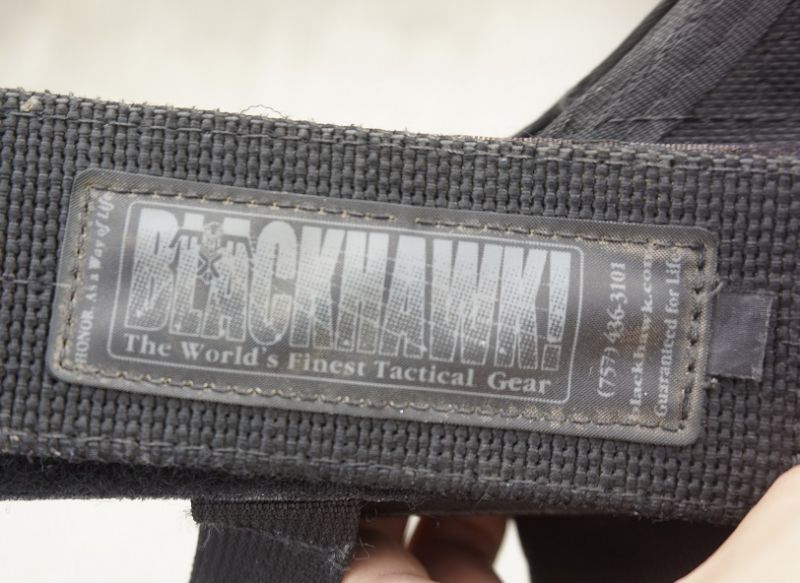 HONOR As a Way of Life
BLACKHAWK!
The World's Finest Tactical Gear
(757) 436-3101
blackhawk.com
Guaranteed for Life